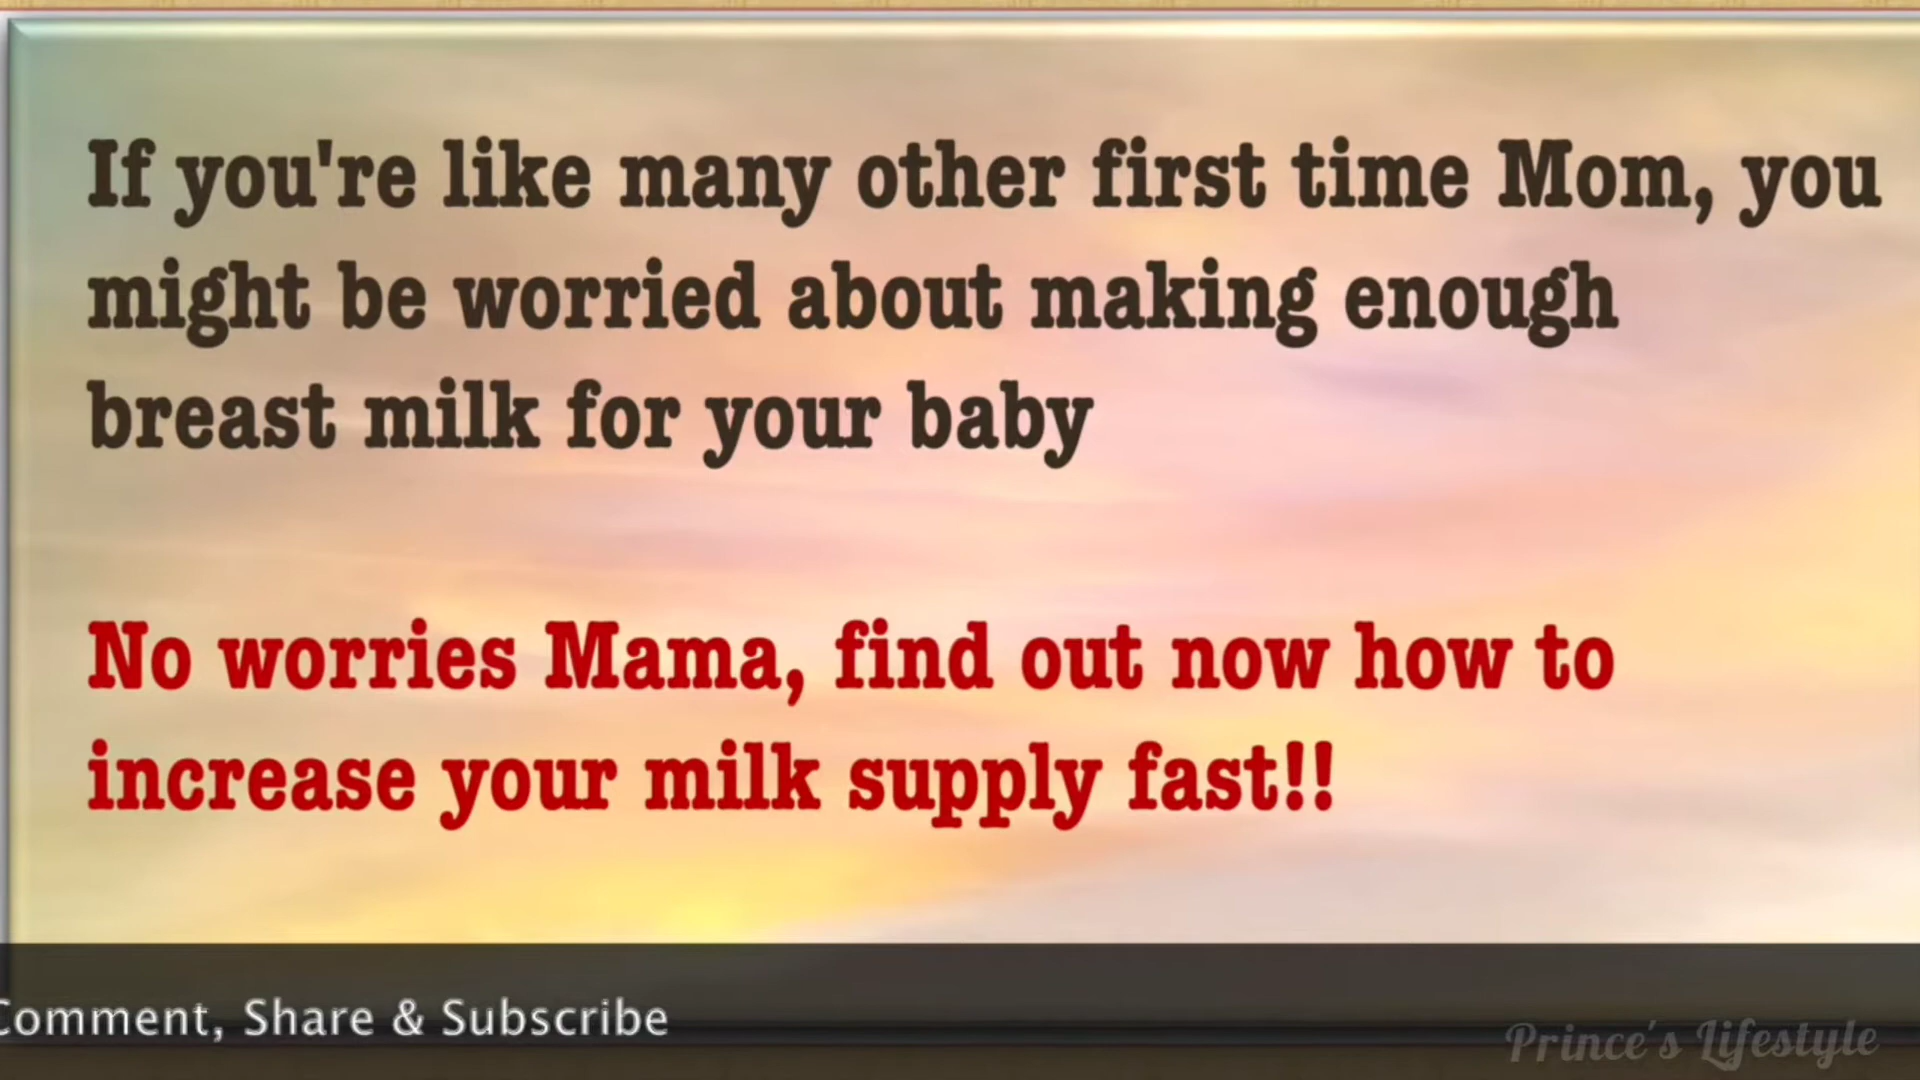 If you're like many other first time Mom, you
might be worried about making enough
breast milk for your baby
No worries Mama, find out now how to
increase your milk supply fast!!
Comment, Share & Subscribe
Prince's Lifestyle